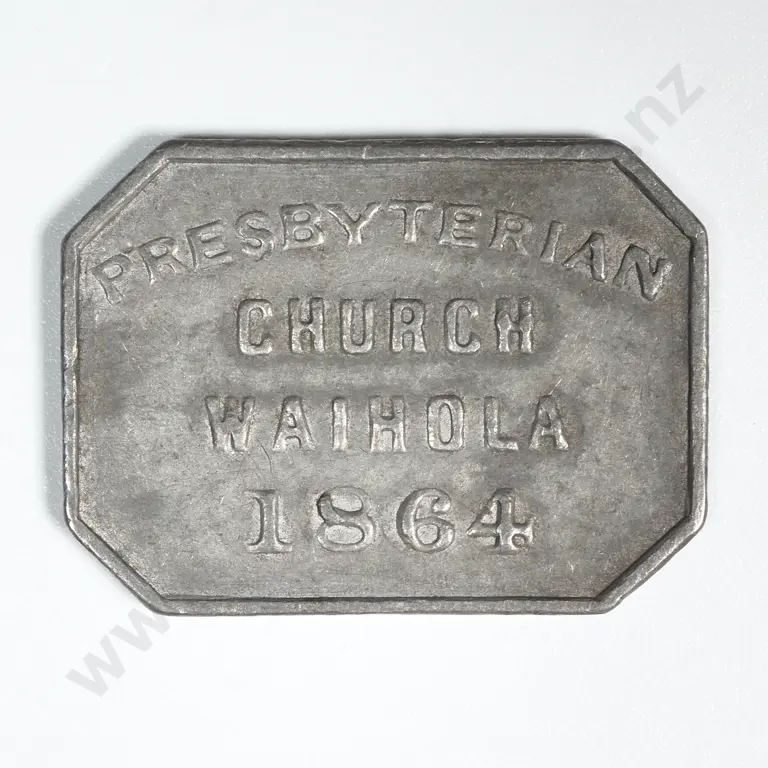 PRESBYTERIAN
CHURCH
WAIHOLA
1864